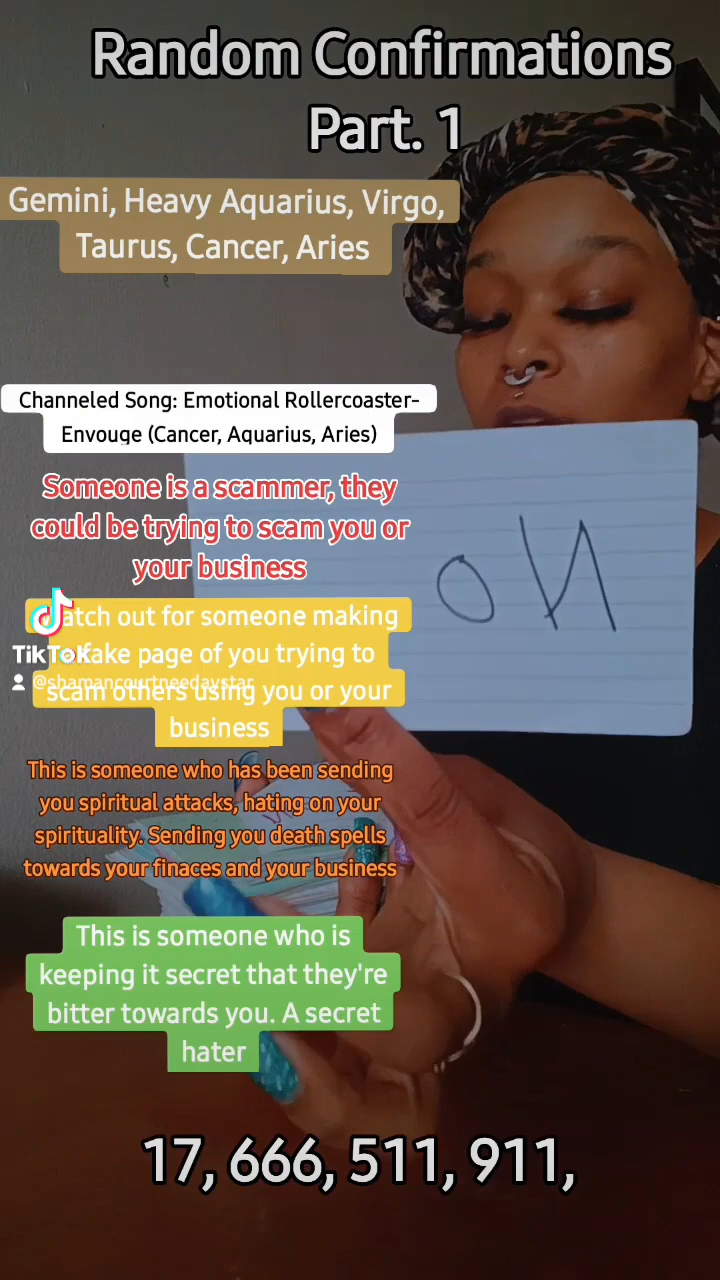 Random Confirmations
Part. 1
Gemini, Heavy Aquarius, Virgo,
Taurus, Cancer, Aries
Channeled Song: Emotional Rollercoaster-
Envouge (Cancer, Aquarius, Aries)
Someone is a scammer, they
could be trying to scam you or
your business
No
atch out for someone making
fake page of you trying to
scam others using you or your
business
TikTok
@shamancourtneedaystar
This is someone who has been sending
you spiritual attacks, hating on your
spirituality. Sending you death spells
towards your finaces and your business
This is someone who is
keeping it secret that they're
bitter towards you. A secret
hater
17, 666, 511, 911,